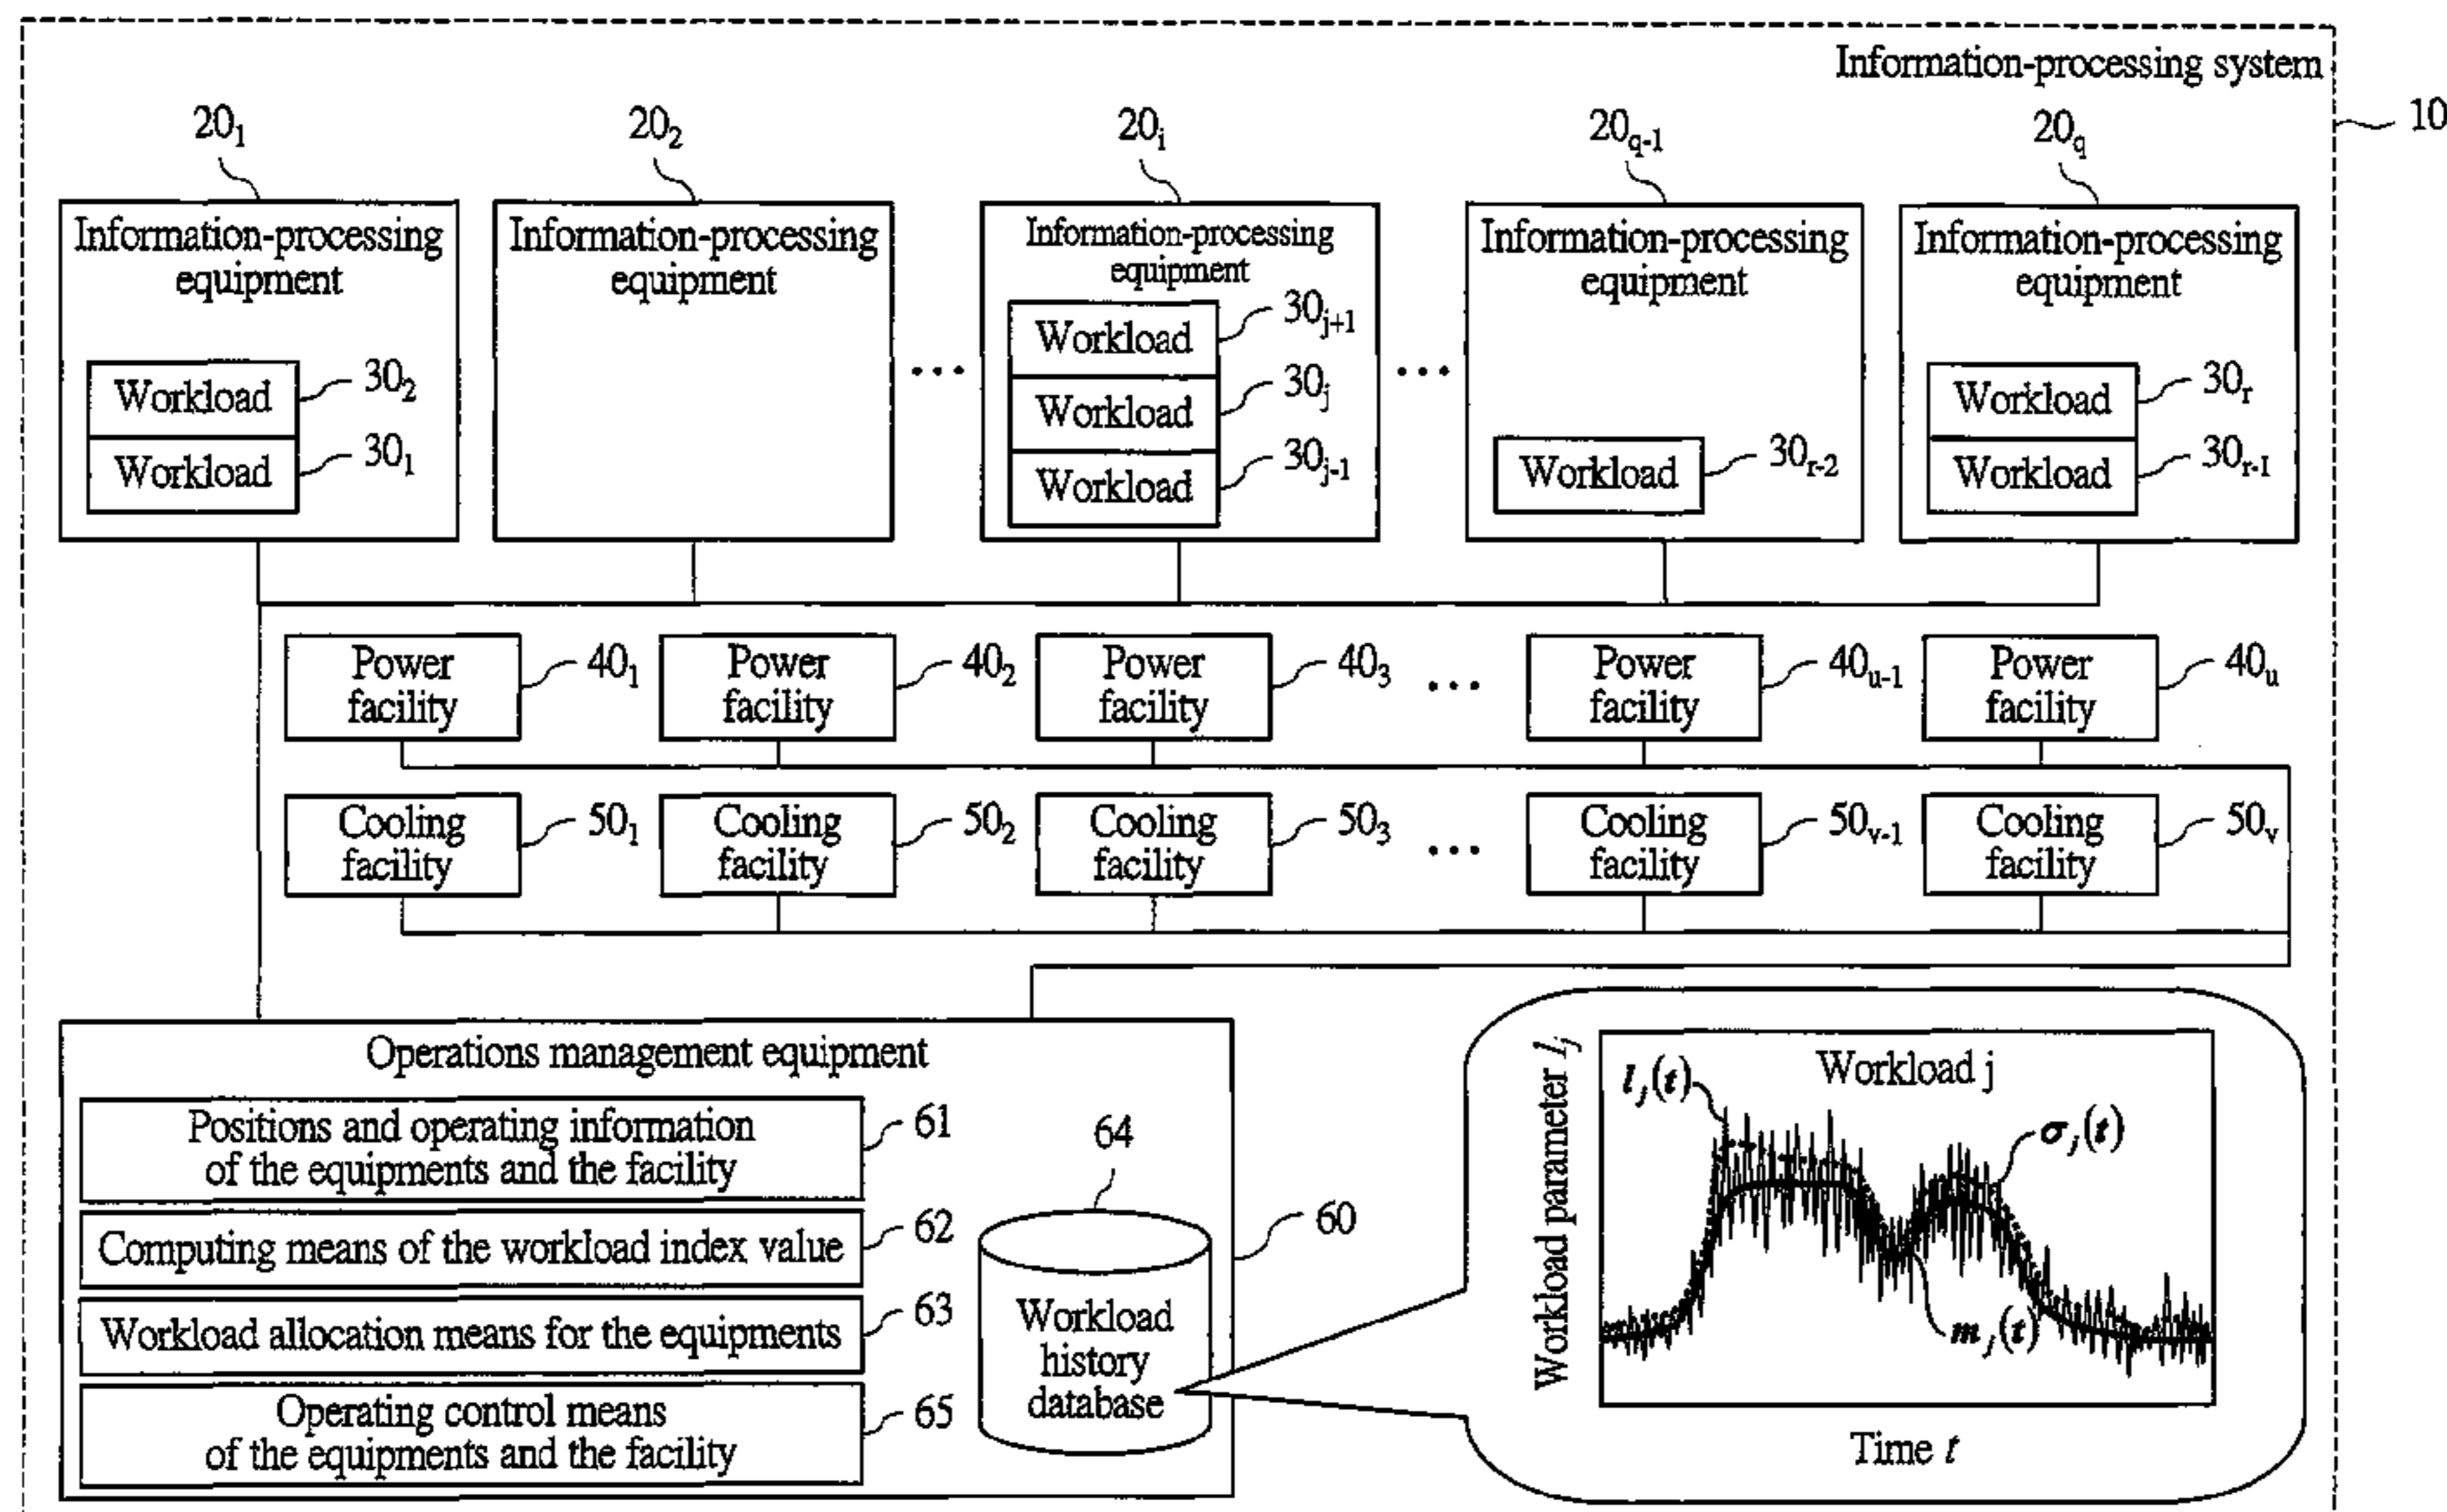 Information-processing system
10
20₁
20₂
20ᵢ
20q-1
20q
Information-processing
equipment
Workload
30₂
Workload
30₁
Information-processing
equipment
...
Information-processing
equipment
Workload
30j+1
Workload
30j
Workload
30j-1
...
Information-processing
equipment
Workload
30r-2
Information-processing
equipment
Workload
30r
Workload
30r-1
Power
facility
40₁
Power
facility
40₂
Power
facility
40₃
...
Power
facility
40u-1
Power
facility
40u
Cooling
facility
50₁
Cooling
facility
50₂
Cooling
facility
50₃
...
Cooling
facility
50v-1
Cooling
facility
50v
Operations management equipment
Positions and operating information
of the equipments and the facility
61
Computing means of the workload index value
62
Workload allocation means for the equipments
63
Operating control means
of the equipments and the facility
65
64
Workload
history
database
60
Workload parameter lj
Workload j
lj(t)
σj(t)
mj(t)
Time t